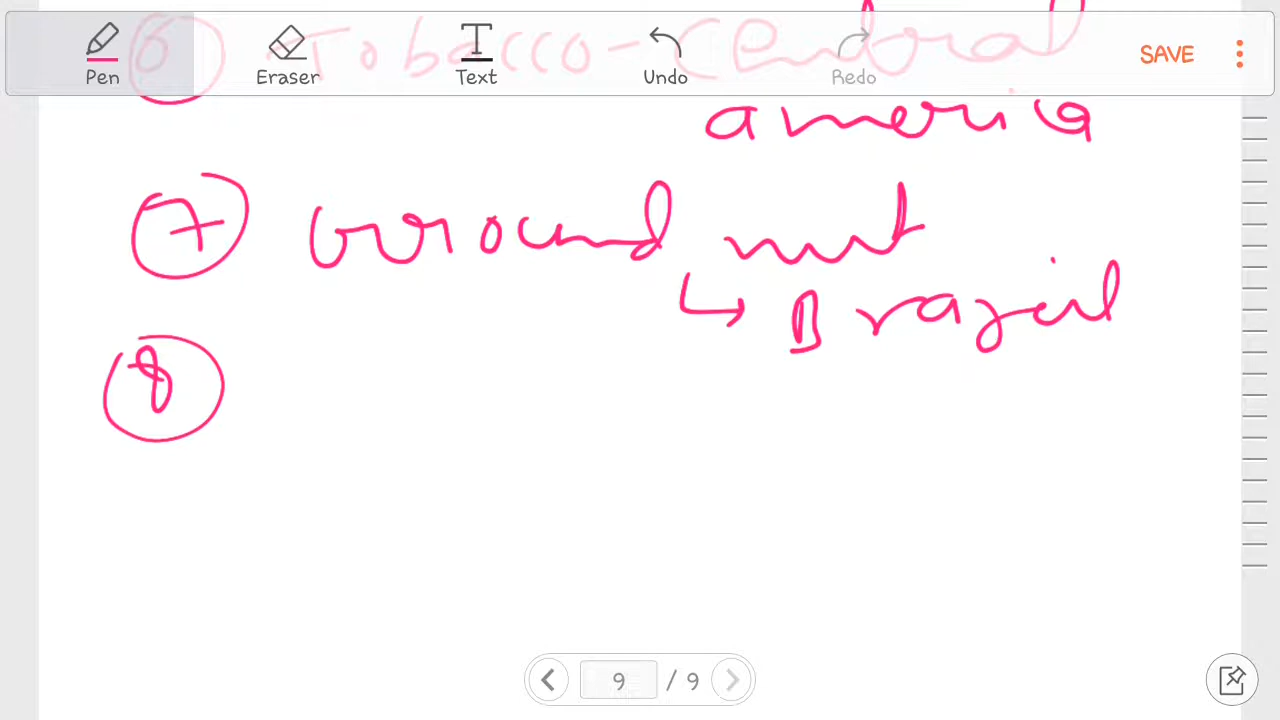 6 Tobacco - Central
america
7 Ground nut
↳ Brazil
8
Pen Eraser Text Undo Redo SAVE
9 / 9